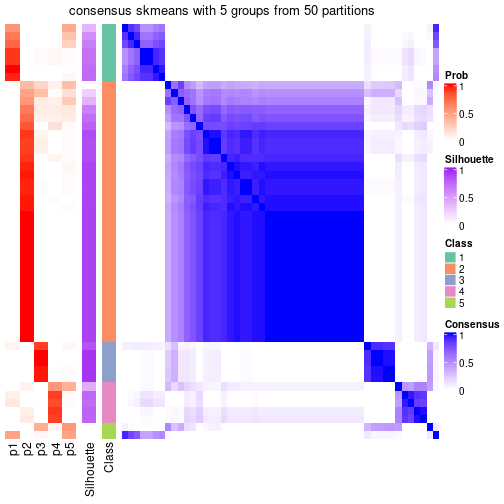 consensus skmeans with 5 groups from 50 partitions
Prob
1
0.5
0
Silhouette
1
0.5
0
Class
1
2
3
4
5
Consensus
1
0.5
0
p1
p2
p3
p4
p5
Silhouette
Class